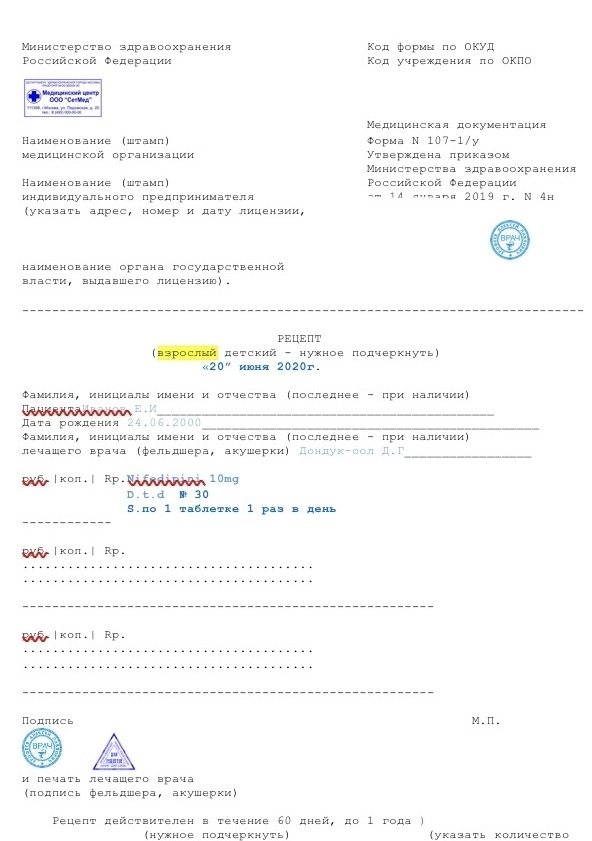 Министерство здравоохранения
Российской Федерации
Код формы по ОКУД
Код учреждения по ОКПО
Медицинский центр
ООО "СетМед"
Медицинская документация
Наименование (штамп)
медицинской организации
Форма N 107-1/у
Утверждена приказом
Министерства здравоохранения
Российской Федерации
от 14 января 2019 г. N 4н
Наименование (штамп)
индивидуального предпринимателя
(указать адрес, номер и дату лицензии,
ВРАЧ
наименование органа государственной
власти, выдавшего лицензию).
РЕЦЕПТ
(взрослый детский - нужное подчеркнуть)
«20” июня 2020г.
Фамилия, инициалы имени и отчества (последнее - при наличии)
ПациентаИванов Е.И
Дата рождения 24.06.2000
Фамилия, инициалы имени и отчества (последнее - при наличии)
лечащего врача (фельдшера, акушерки) Дондук-оол Д.Г
руб.|коп.| Rp.Nifedipini 10mg
D.t.d № 30
S.по 1 таблетке 1 раз в день
руб.|коп.| Rp.
руб.|коп.| Rp.
Подпись М.П.
ВРАЧ
ДЛЯ
РЕЦЕПТОВ
и печать лечащего врача
(подпись фельдшера, акушерки)
Рецепт действителен в течение 60 дней, до 1 года )
(нужное подчеркнуть) (указать количество